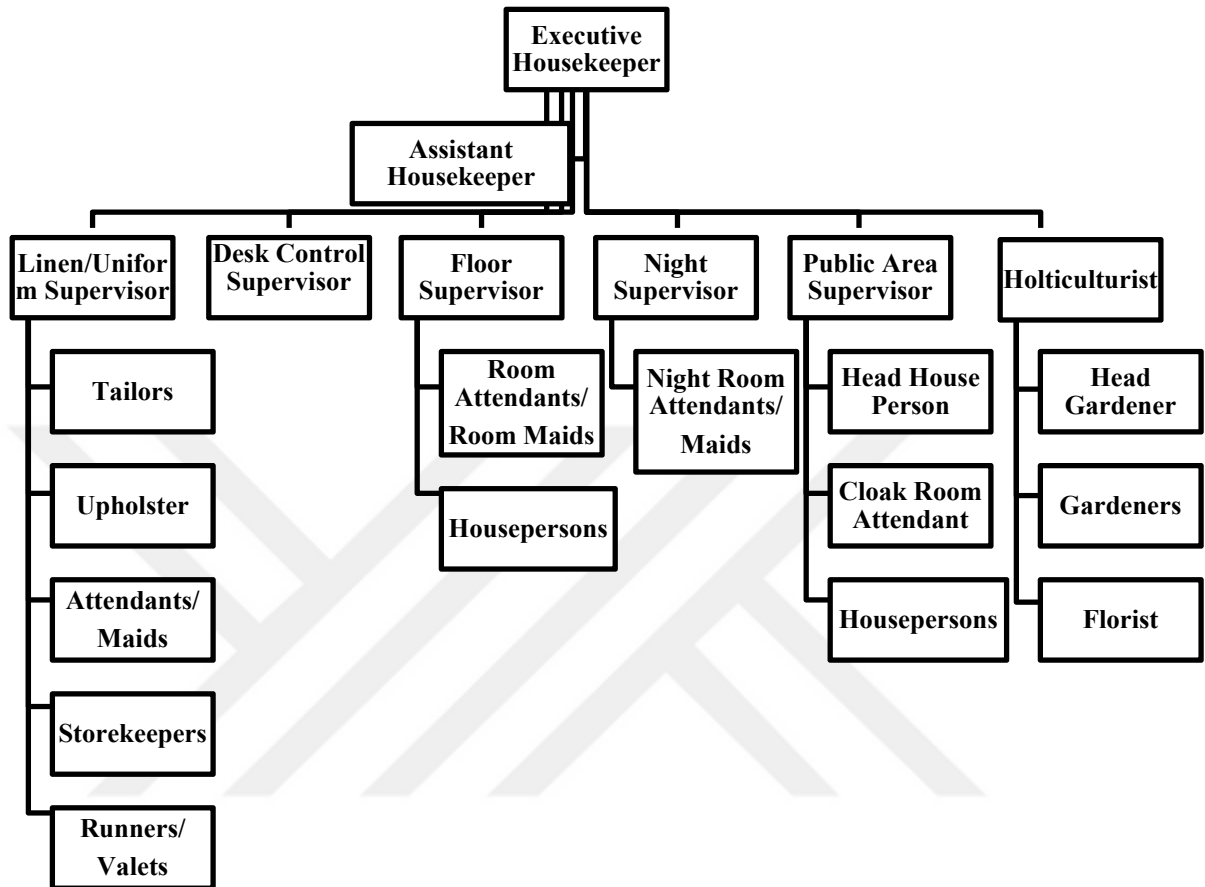 Executive
Housekeeper
Assistant
Housekeeper
Linen/Unifor
m Supervisor
Desk Control
Supervisor
Floor
Supervisor
Night
Supervisor
Public Area
Supervisor
Holticulturist
Tailors
Upholster
Attendants/
Maids
Storekeepers
Runners/
Valets
Room
Attendants/
Room Maids
Housepersons
Night Room
Attendants/
Maids
Head House
Person
Cloak Room
Attendant
Housepersons
Head
Gardener
Gardeners
Florist